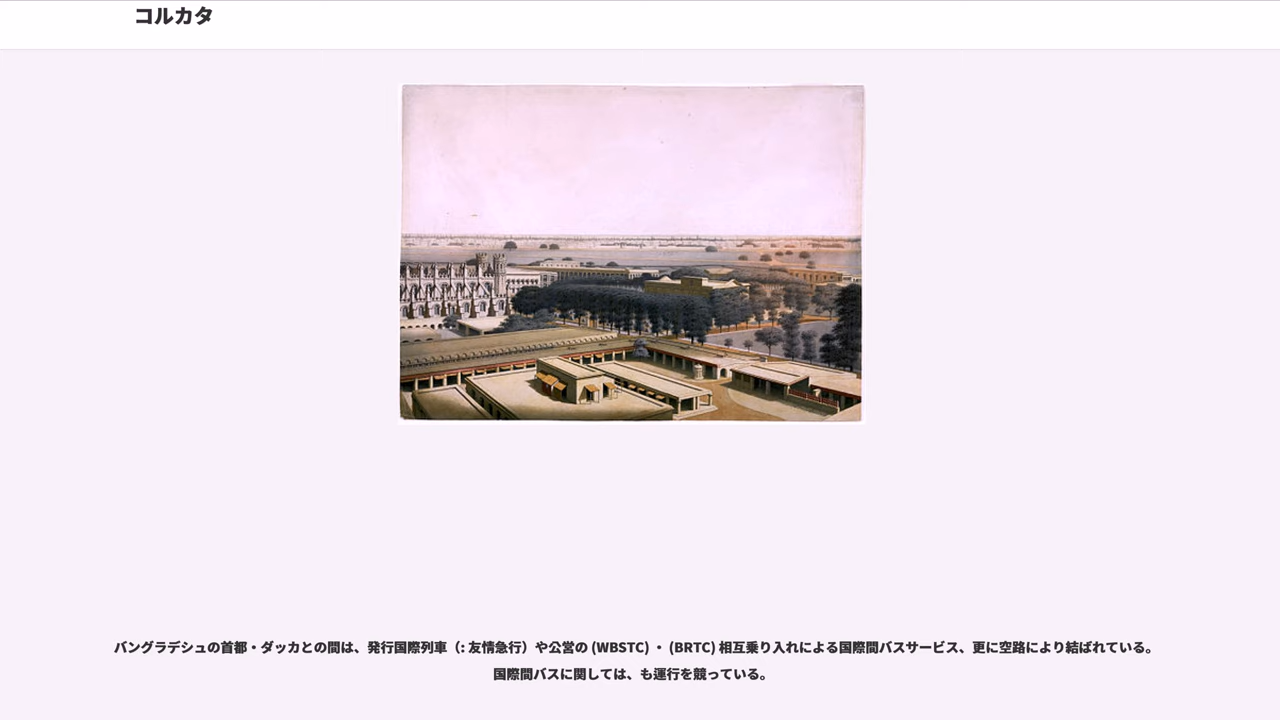 コルカタ
バングラデシュの首都・ダッカとの間は、発行国際列車（: 友情急行）や公営の (WBSTC) ・ (BRTC) 相互乗り入れによる国際間バスサービス、更に空路により結ばれている。
国際間バスに関しては、も運行を競っている。